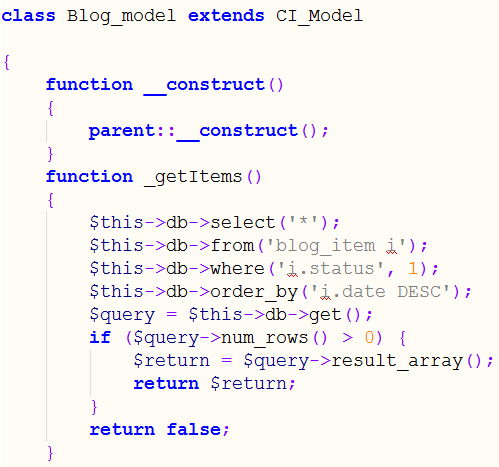 class Blog_model extends CI_Model
{
function __construct()
{
parent::__construct();
}
function _getItems()
{
$this->db->select('*');
$this->db->from('blog_item i');
$this->db->where('i.status', 1);
$this->db->order_by('i.date DESC');
$query = $this->db->get();
if ($query->num_rows() > 0) {
$return = $query->result_array();
return $return;
}
return false;
}